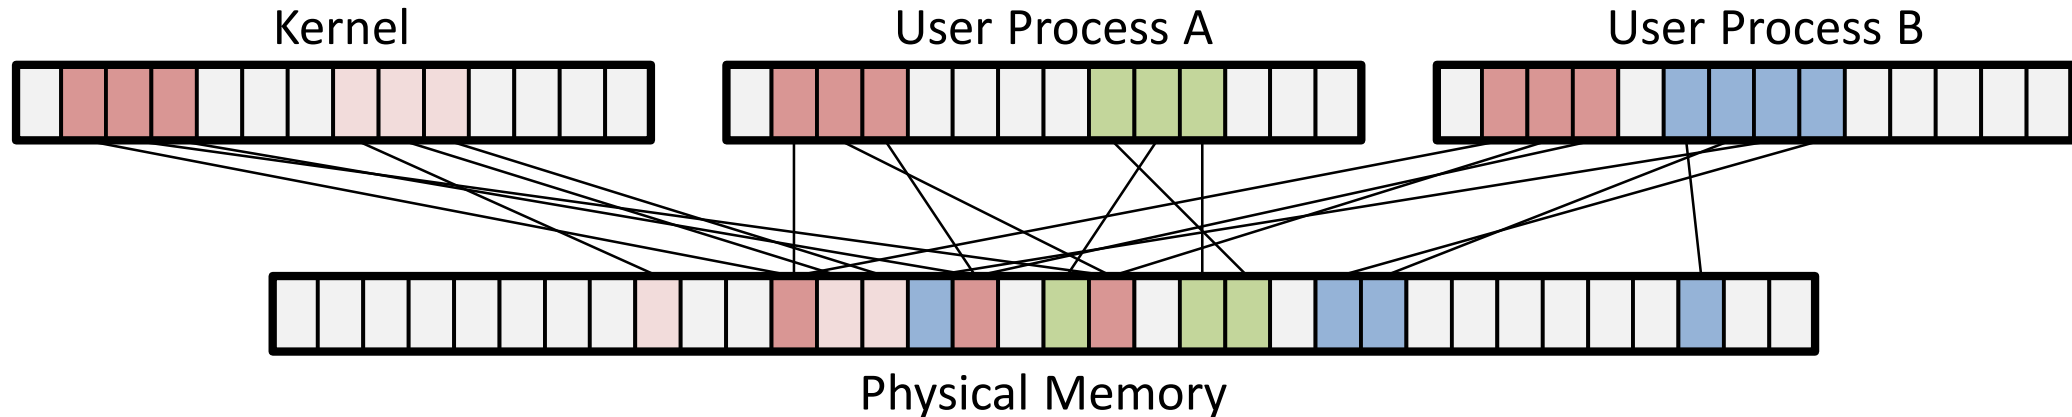 Kernel
User Process A
User Process B
Physical Memory